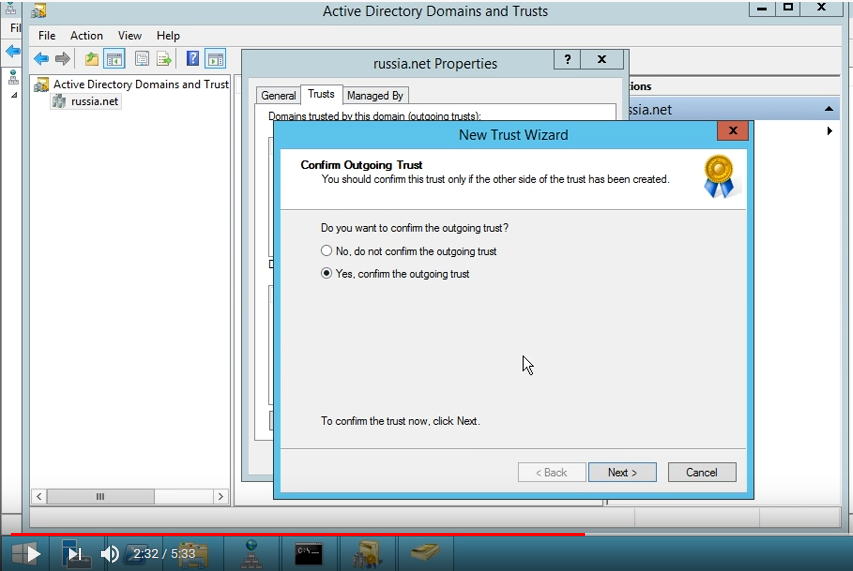 Active Directory Domains and Trusts
Fil
File Action View Help
Active Directory Domains and Trust
russia.net
russia.net Properties
?
x
General Trusts Managed By
Domains trusted by this domain (outgoing trusts):
ions
ssia.net
New Trust Wizard
x
Confirm Outgoing Trust
You should confirm this trust only if the other side of the trust has been created.
Do you want to confirm the outgoing trust?
No, do not confirm the outgoing trust
Yes, confirm the outgoing trust
To confirm the trust now, click Next.
< Back Next > Cancel
2:32 / 5:33